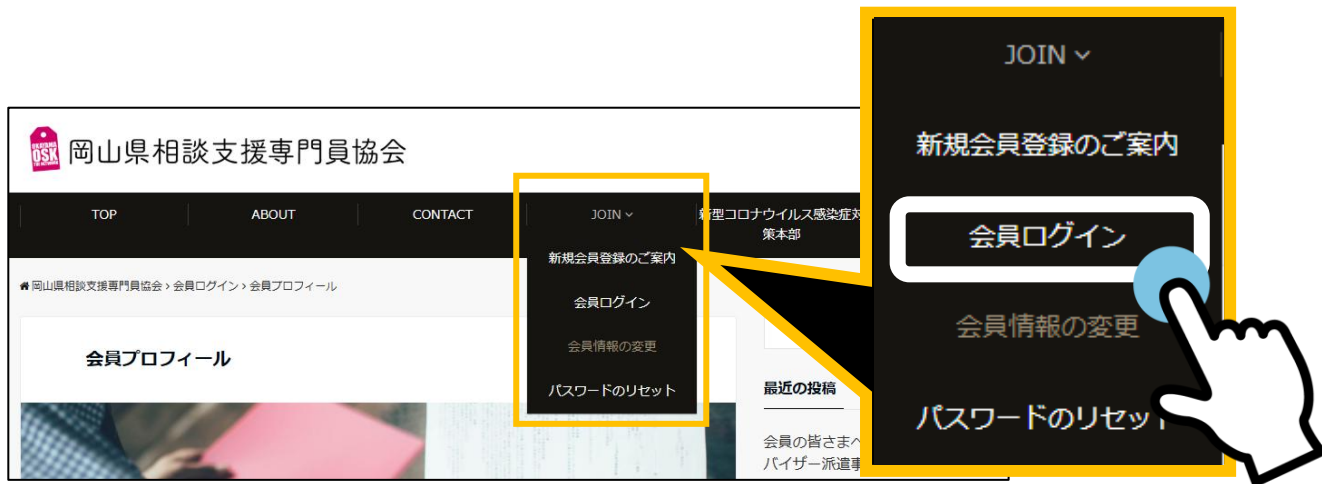 OKAYAMA
OSK
岡山県相談支援専門員協会
TOP
ABOUT
CONTACT
JOIN
新型コロナウイルス感染症対
策本部
新規会員登録のご案内
会員ログイン
会員情報の変更
パスワードのリセット
岡山県相談支援専門員協会 › 会員ログイン › 会員プロフィール
会員プロフィール
最近の投稿
会員の皆さまへ
バイザー派遣事
JOIN
新規会員登録のご案内
会員ログイン
会員情報の変更
パスワードのリセット